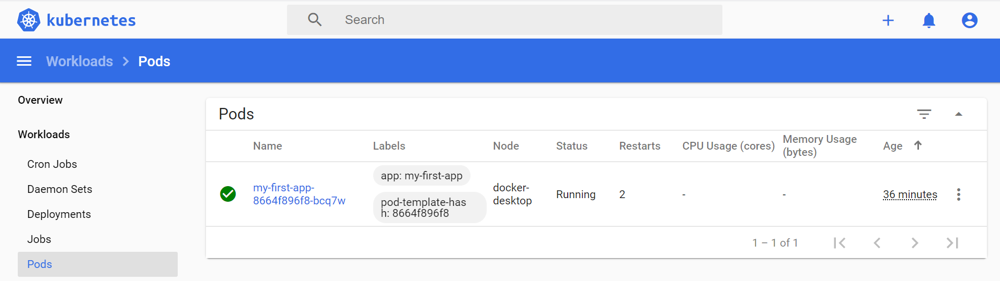 kubernetes
Search
Workloads
Pods
Overview
Workloads
Cron Jobs
Daemon Sets
Deployments
Jobs
Pods
Pods
Name
Labels
Node
Status
Restarts
CPU Usage (cores)
Memory Usage
(bytes)
Age
my-first-app-
8664f896f8-bcq7w
app: my-first-app
pod-template-has
h: 8664f896f8
docker-
desktop
Running
2
-
-
36 minutes
1 – 1 of 1